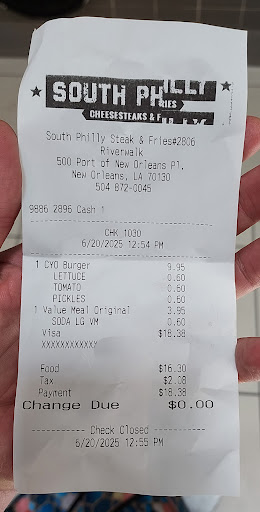 SOUTH PHILLY
CHEESESTEAKS & FRIES
South Philly Steak & Fries#2806
Riverwalk
500 Port of New Orleans Pl.
New Orleans, LA 70130
504 872-0045
9886 2896 Cash 1
CHK 1030
6/20/2025 12:54 PM
1 CYO Burger 9.95
LETTUCE 0.60
TOMATO 0.60
PICKLES 0.60
1 Value Meal Original 3.95
SODA LG VM 0.60
Visa $18.38
XXXXXXXXXXXX
Food $16.30
Tax $2.08
Payment $18.38
Change Due $0.00
Check Closed
6/20/2025 12:55 PM